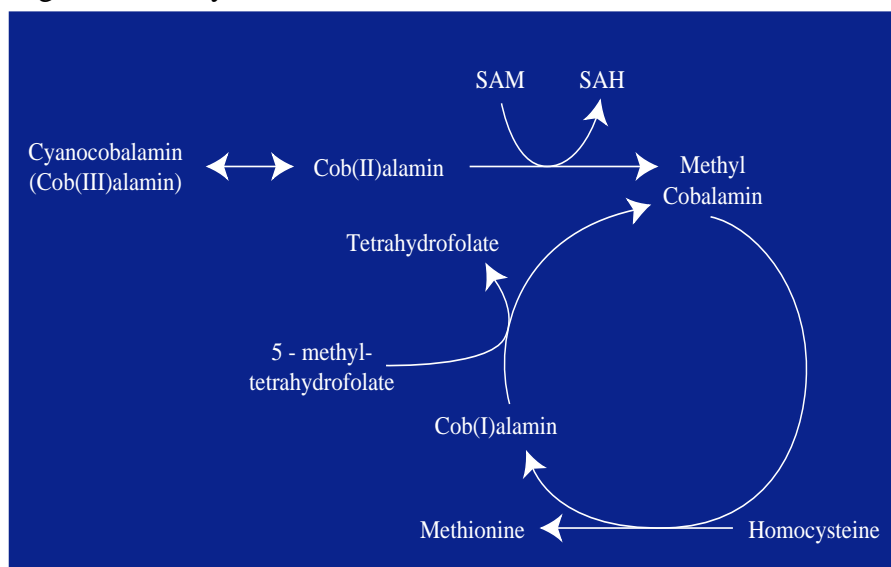 SAM
SAH
Cyanocobalamin
(Cob(III)alamin)
Cob(II)alamin
Methyl
Cobalamin
Tetrahydrofolate
5 - methyl-
tetrahydrofolate
Cob(I)alamin
Methionine
Homocysteine